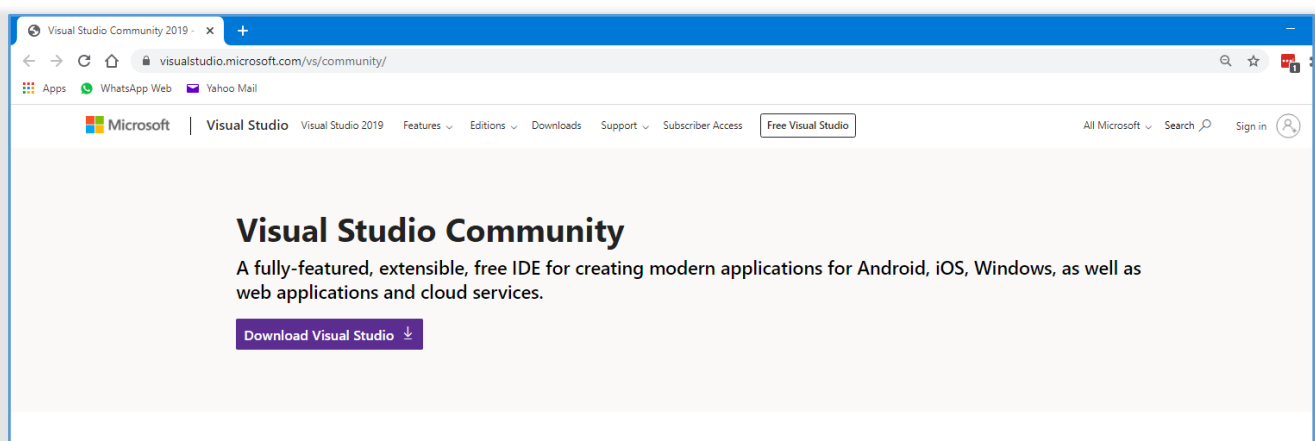 Visual Studio Community 2019 -
visualstudio.microsoft.com/vs/community/
1
Apps WhatsApp Web Yahoo Mail
Microsoft Visual Studio Visual Studio 2019 Features Editions Downloads Support Subscriber Access Free Visual Studio All Microsoft Search Sign in
Visual Studio Community
A fully-featured, extensible, free IDE for creating modern applications for Android, iOS, Windows, as well as
web applications and cloud services.
Download Visual Studio